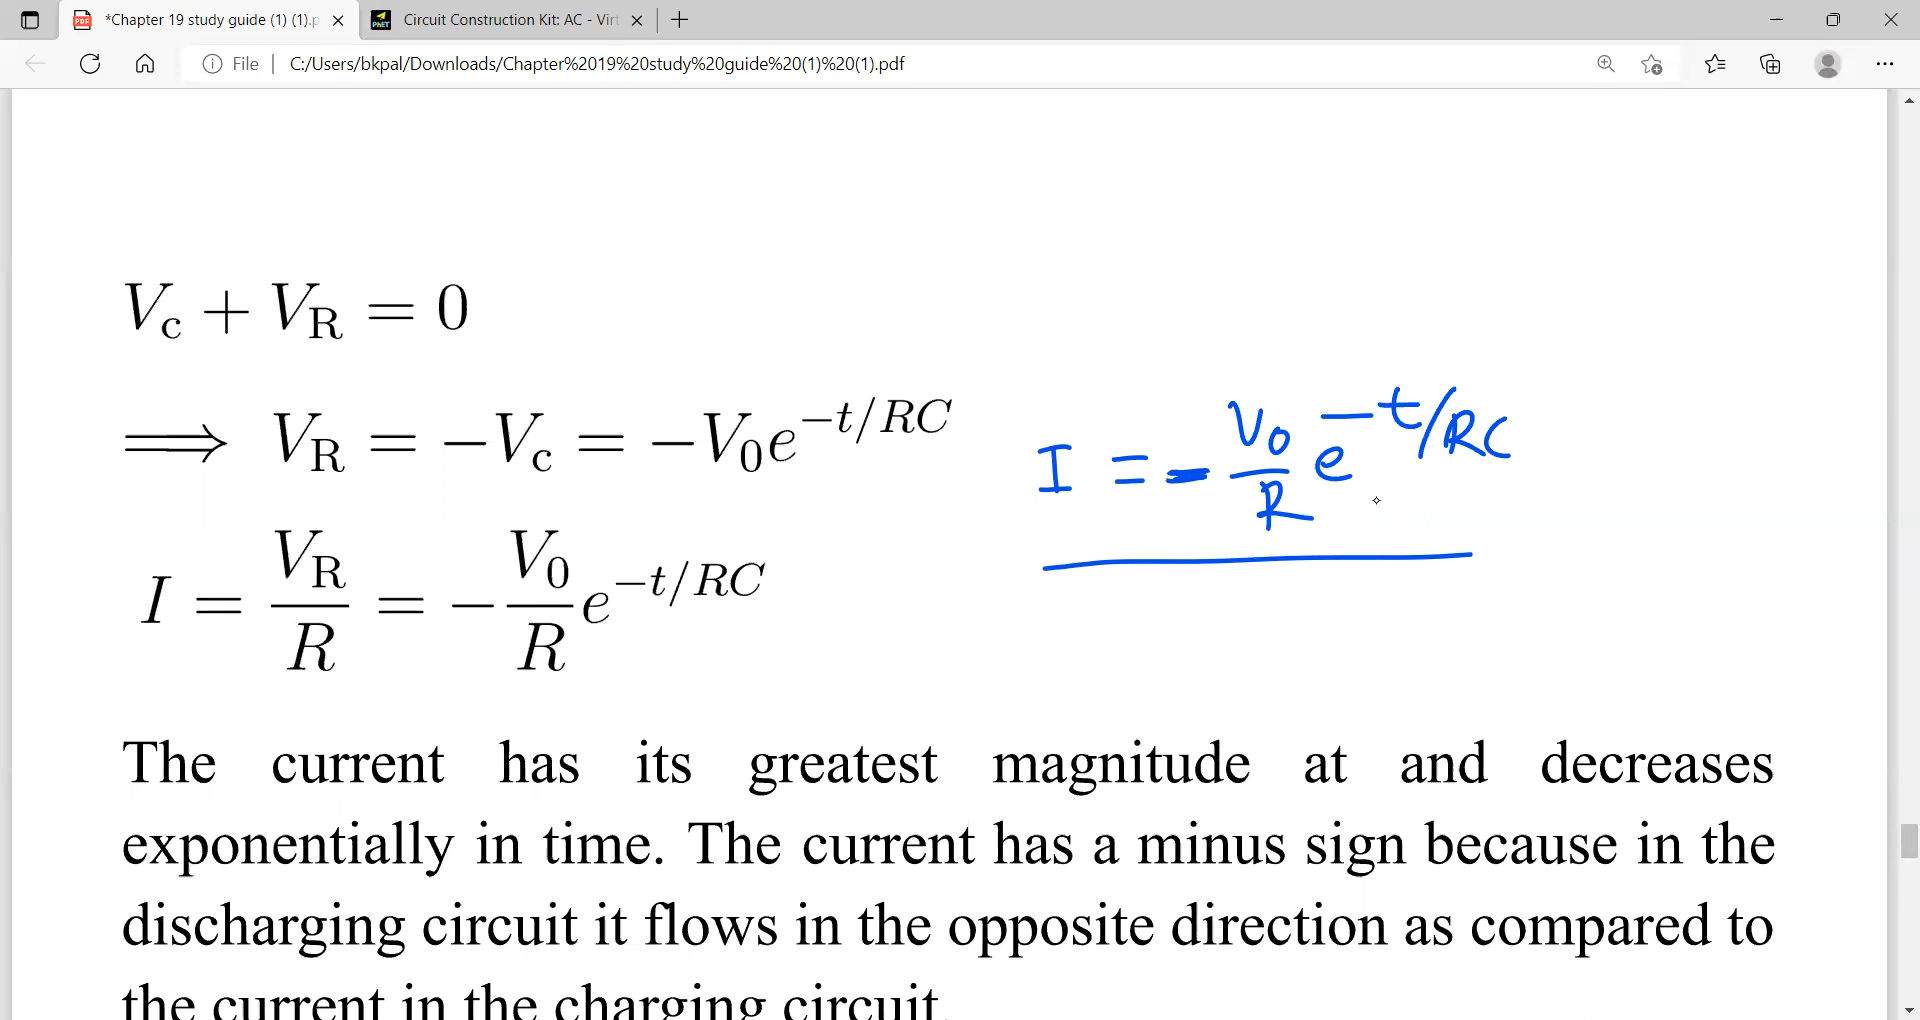 *Chapter 19 study guide (1) (1).p
Circuit Construction Kit: AC - Virt
File | C:/Users/bkpal/Downloads/Chapter%2019%20study%20guide%20(1)%20(1).pdf
V_c + V_R = 0
⟹ V_R = −V_c = −V_0 e^{−t/RC}
I = V_R/R = −V_0/R e^{−t/RC}
I = − V_0/R e^{−t/RC}
The current has its greatest magnitude at and decreases
exponentially in time. The current has a minus sign because in the
discharging circuit it flows in the opposite direction as compared to
the current in the charging circuit.